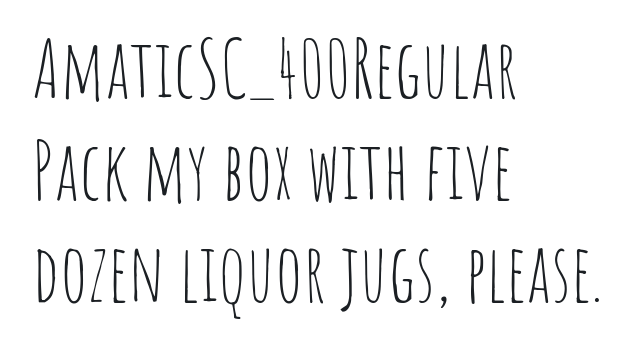 AmaticSC_400Regular
Pack my box with five
dozen liquor jugs, please.